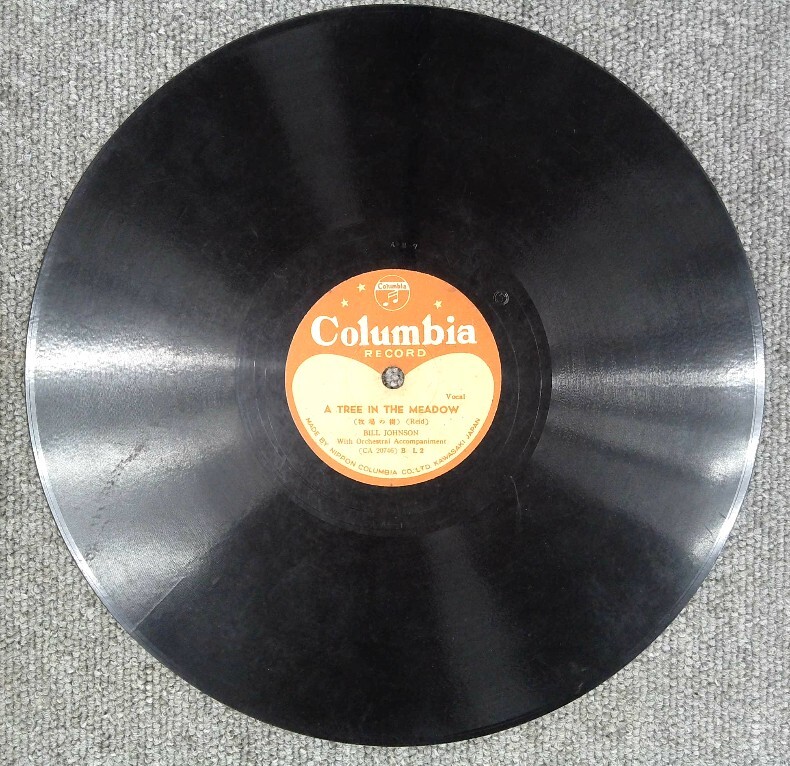 Columbia
Columbia
RECORD
Vocal
A TREE IN THE MEADOW
(牧場の樹) (Reid)
BILL JOHNSON
With Orchestral Accompaniment
(CA 20746) B L 2
MADE BY NIPPON COLUMBIA CO., LTD. KAWASAKI JAPAN